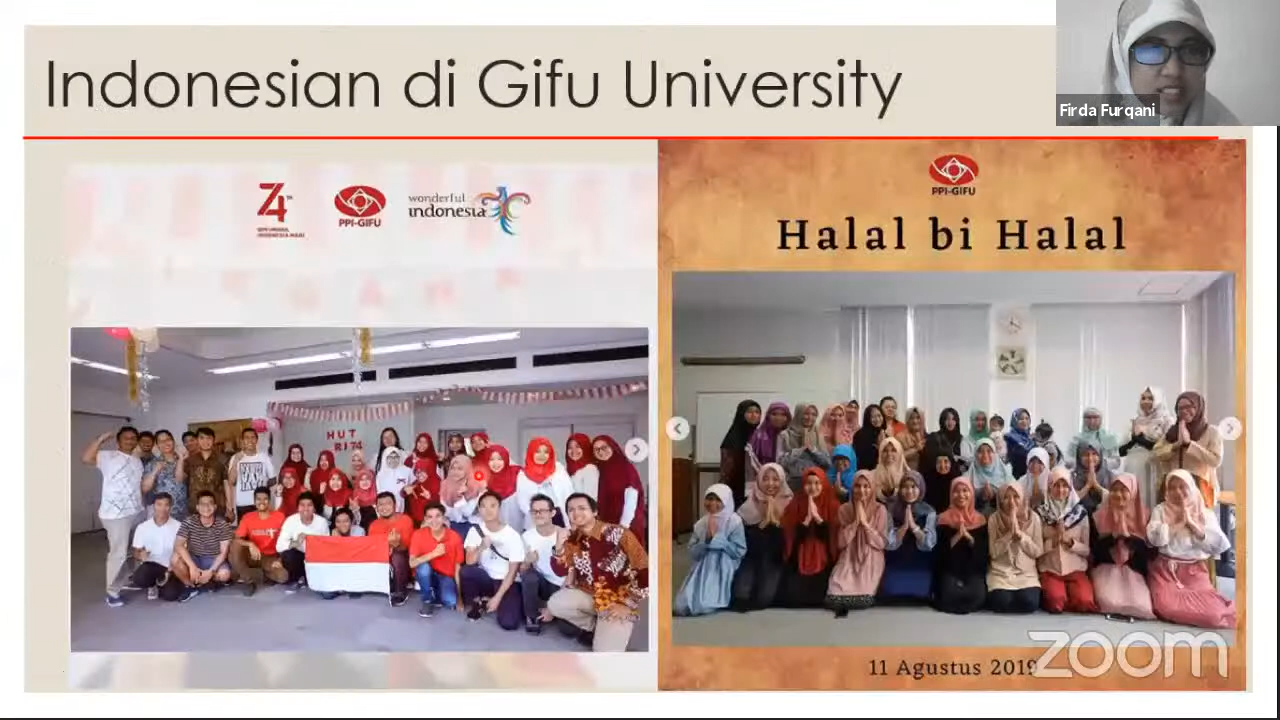 Indonesian di Gifu University
Firda Furqani
74
PPI-GIFU
wonderful
indonesia
HUT
RI 74
PPI-GIFU
Halal bi Halal
11 Agustus 2019
zoom